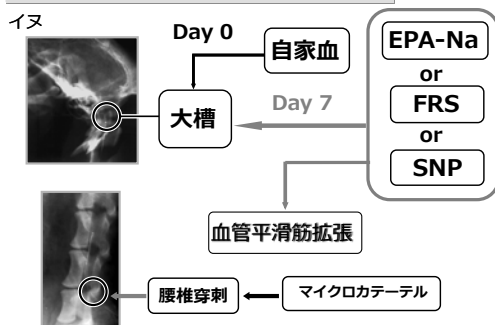 イヌ
Day 0
自家血
EPA-Na
or
FRS
or
SNP
大槽
Day 7
血管平滑筋拡張
腰椎穿刺
マイクロカテーテル